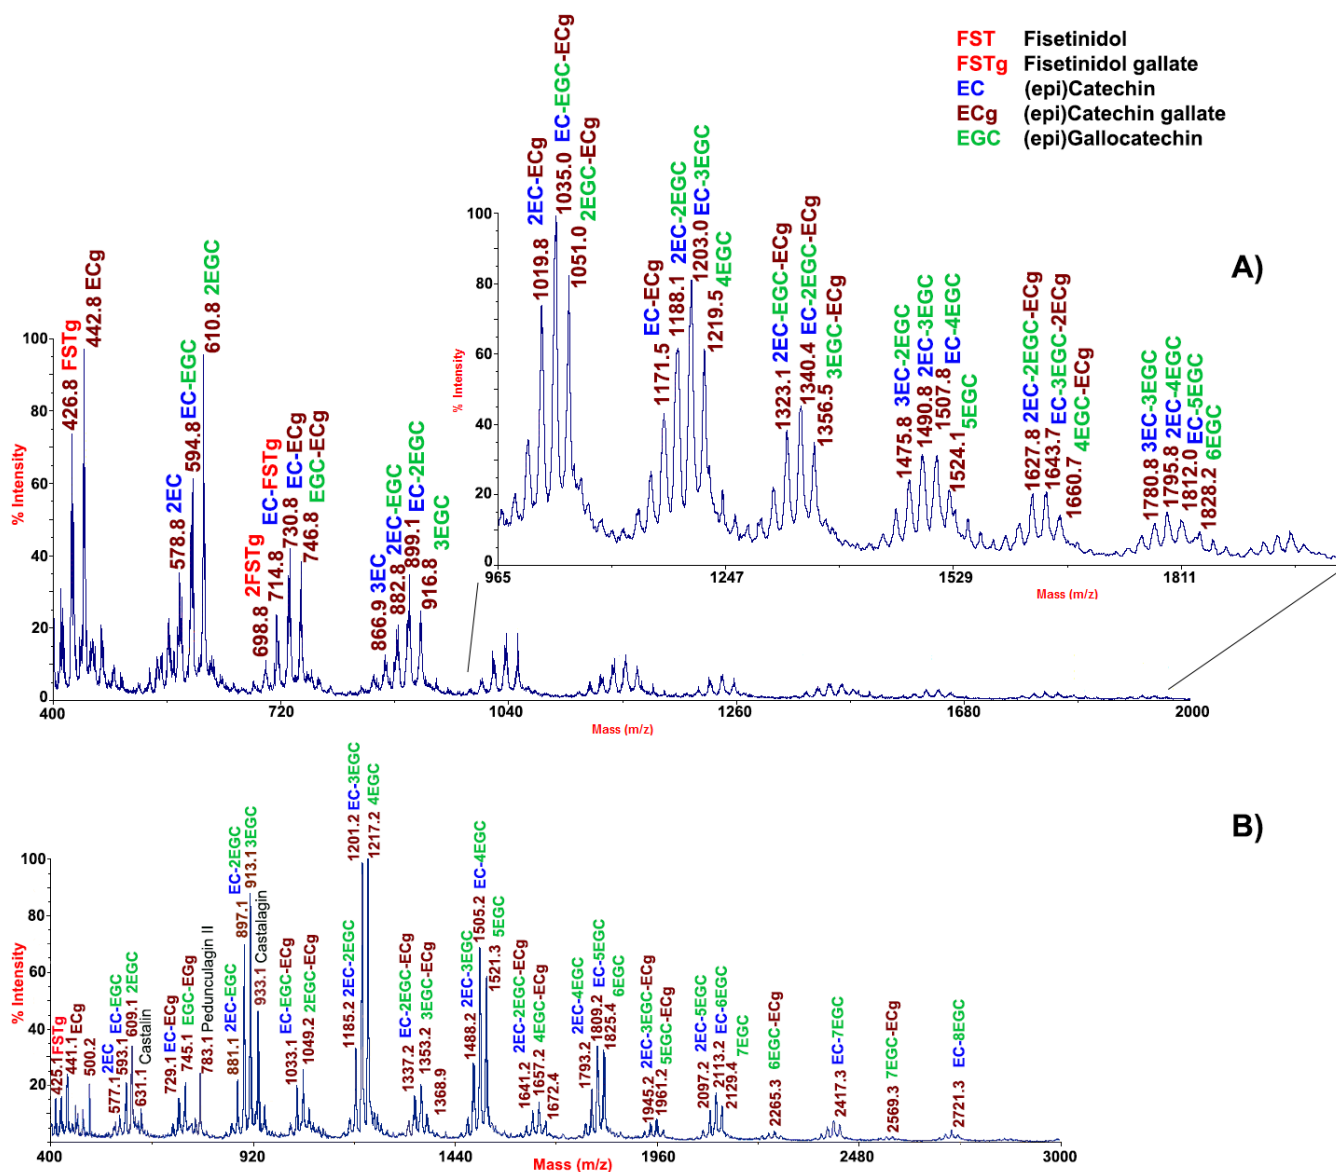 FST Fisetinidol
FSTg Fisetinidol gallate
EC (epi)Catechin
ECg (epi)Catechin gallate
EGC (epi)Gallocatechin
A)
% Intensity
100
80
60
40
20
0
1019.8 2EC-ECg
1035.0 EC-EGC-ECg
1051.0 2EGC-ECg
1171.5 EC-ECg
1188.1 2EC-2EGC
1203.0 EC-3EGC
1219.5 4EGC
1323.1 2EC-EGC-ECg
1340.4 EC-2EGC-ECg
1356.5 3EGC-ECg
1475.8 3EC-2EGC
1490.8 2EC-3EGC
1507.8 EC-4EGC
1524.1 5EGC
1627.8 2EC-2EGC-ECg
1643.7 EC-3EGC-2ECg
1660.7 4EGC-ECg
1780.8 3EC-3EGC
1795.8 2EC-4EGC
1812.0 EC-5EGC
1828.2 6EGC
965 1247 1529 1811
Mass (m/z)
% Intensity
100
80
60
40
20
0
426.8 FSTg
442.8 ECg
578.8 2EC
594.8 EC-EGC
610.8 2EGC
698.8 2FSTg
714.8 EC-FSTg
730.8 EC-ECg
746.8 EGC-ECg
866.9 3EC
882.8 2EC-EGC
899.1 EC-2EGC
916.8 3EGC
400 720 1040 1260 1680 2000
Mass (m/z)
B)
% Intensity
100
80
60
40
20
0
425.1 FSTg
441.1 ECg
500.2
577.1 2EC
593.1 EC-EGC
609.1 2EGC
631.1 Castalin
729.1 EC-ECg
745.1 EGC-EGg
783.1 Pedunculagin II
881.1 2EC-EGC
897.1 EC-2EGC
913.1 3EGC
933.1 Castalagin
1033.1 EC-EGC-ECg
1049.2 2EGC-ECg
1185.2 2EC-2EGC
1201.2 EC-3EGC
1217.2 4EGC
1337.2 EC-2EGC-ECg
1353.2 3EGC-ECg
1368.9
1488.2 2EC-3EGC
1505.2 EC-4EGC
1521.3 5EGC
1641.2 2EC-2EGC-ECg
1657.2 4EGC-ECg
1672.4
1793.2 2EC-4EGC
1809.2 EC-5EGC
1825.4 6EGC
1945.2 2EC-3EGC-ECg
1961.2 5EGC-ECg
2097.2 2EC-5EGC
2113.2 EC-6EGC
2129.4 7EGC
2265.3 6EGC-ECg
2417.3 EC-7EGC
2569.3 7EGC-ECg
2721.3 EC-8EGC
400 920 1440 1960 2480 3000
Mass (m/z)